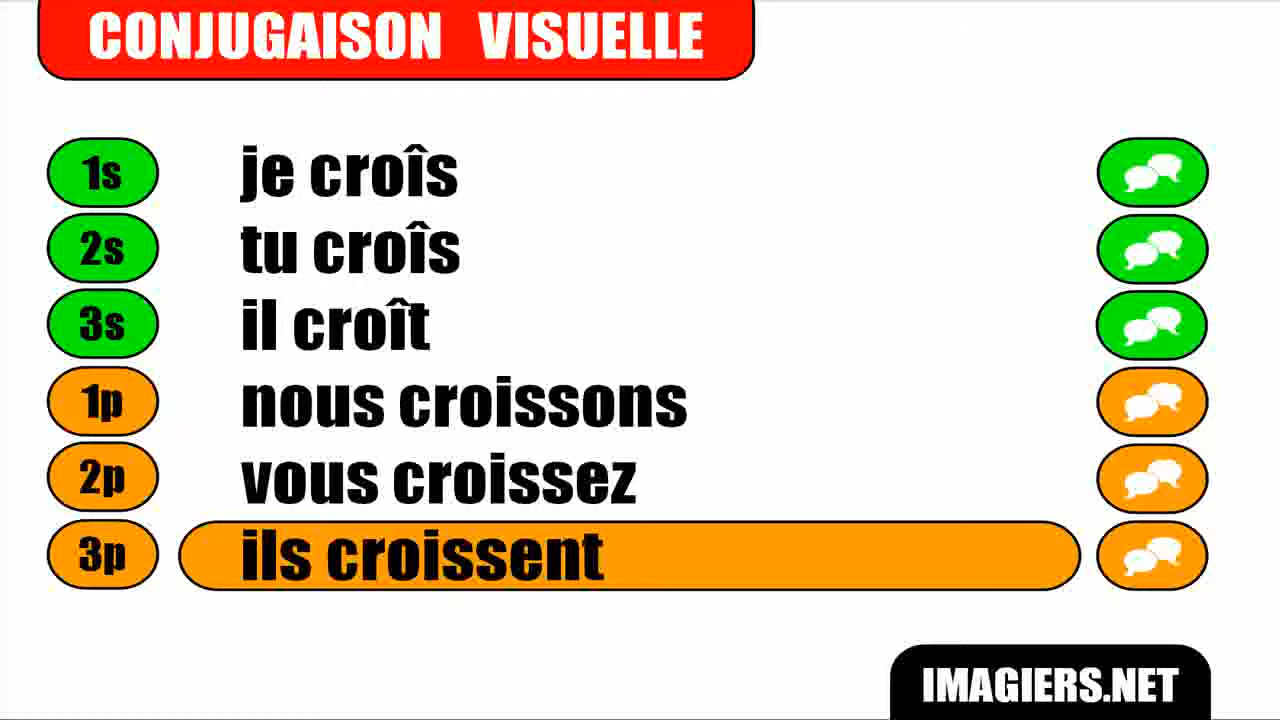 CONJUGAISON VISUELLE
1s je croîs
2s tu croîs
3s il croît
1p nous croissons
2p vous croissez
3p ils croissent
IMAGIERS.NET